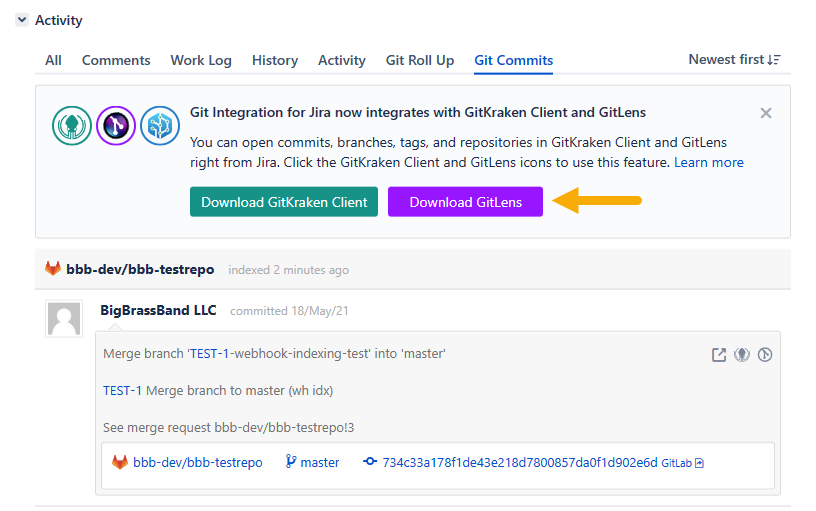 Activity
All Comments Work Log History Activity Git Roll Up Git Commits Newest first
Git Integration for Jira now integrates with GitKraken Client and GitLens
You can open commits, branches, tags, and repositories in GitKraken Client and GitLens
right from Jira. Click the GitKraken Client and GitLens icons to use this feature. Learn more
Download GitKraken Client Download GitLens
bbb-dev/bbb-testrepo indexed 2 minutes ago
BigBrassBand LLC committed 18/May/21
Merge branch 'TEST-1-webhook-indexing-test' into 'master'
TEST-1 Merge branch to master (wh idx)
See merge request bbb-dev/bbb-testrepo!3
bbb-dev/bbb-testrepo master 734c33a178f1de43e218d7800857da0f1d902e6d GitLab